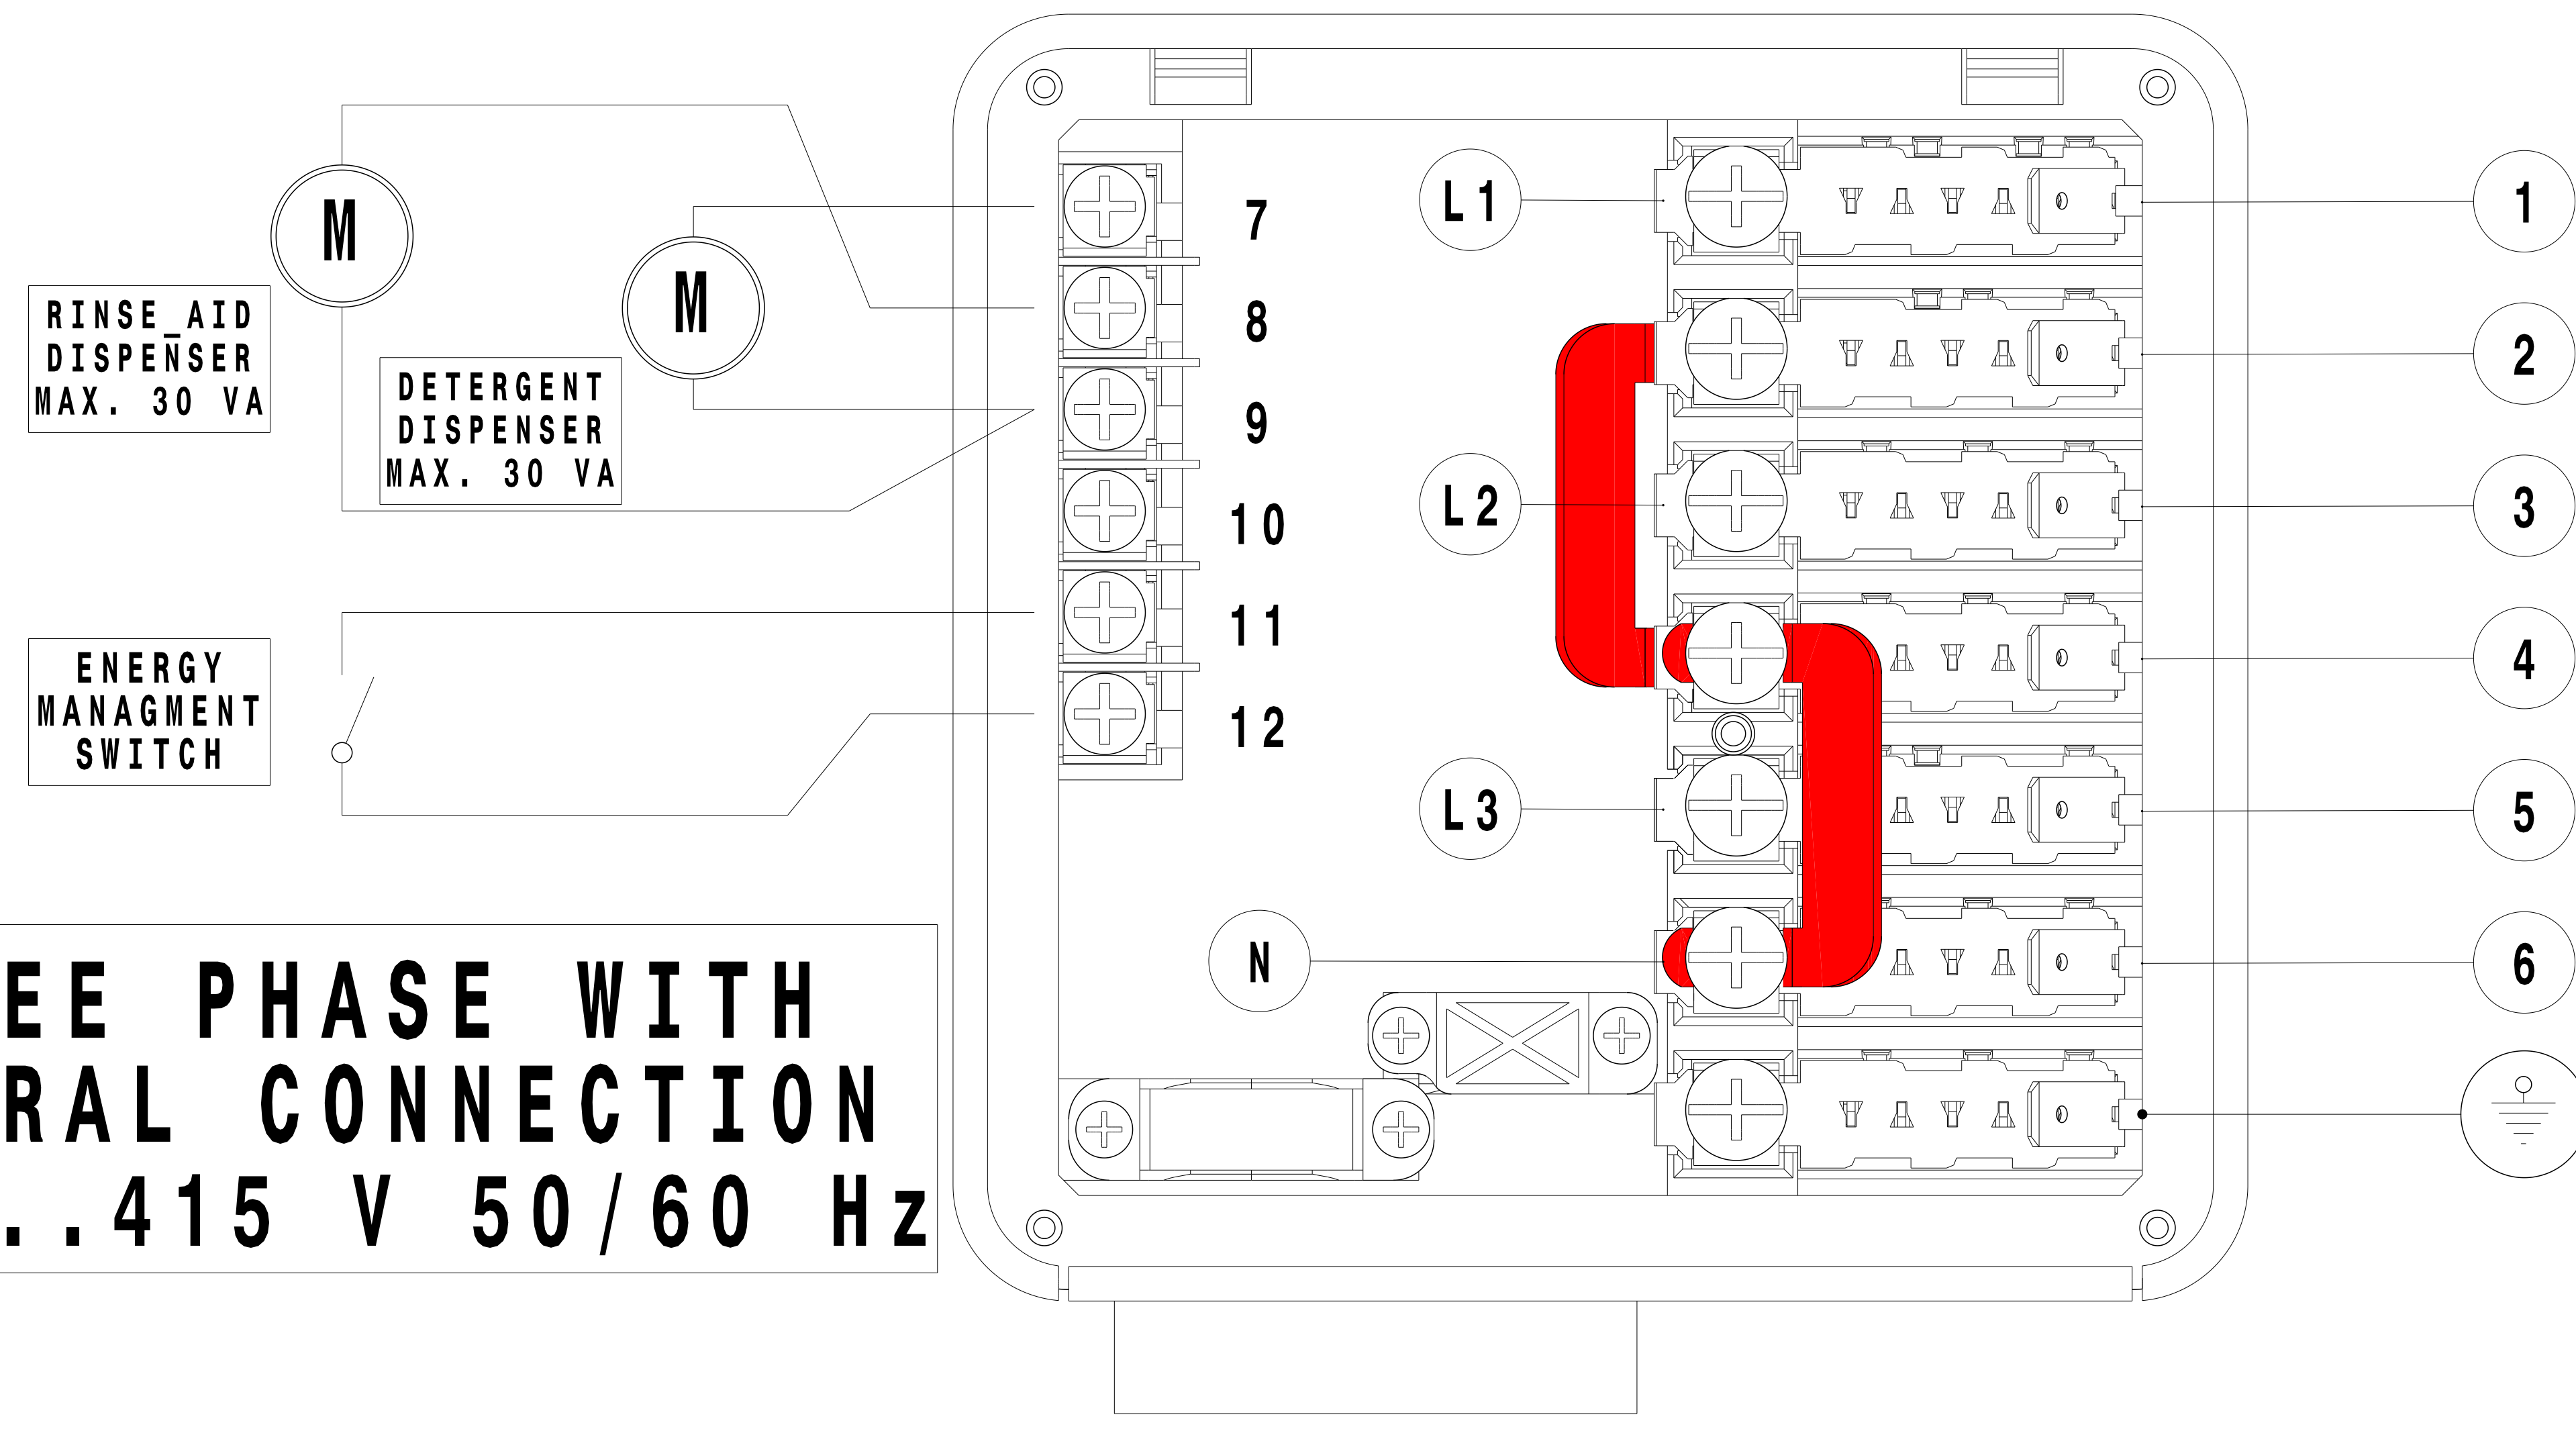 M
M
RINSE_AID
DISPENSER
MAX. 30 VA
DETERGENT
DISPENSER
MAX. 30 VA
ENERGY
MANAGMENT
SWITCH
EE PHASE WITH
RAL CONNECTION
..415 V 50/60 Hz
7
8
9
10
11
12
L1
L2
L3
N
1
2
3
4
5
6